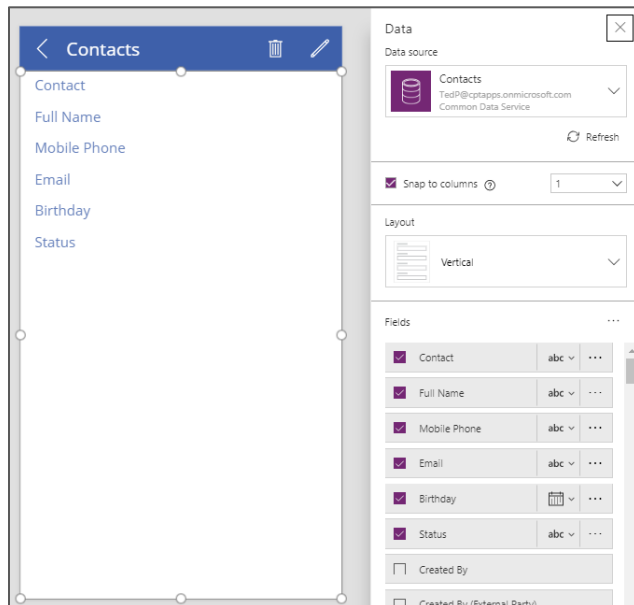 Contacts
Contact
Full Name
Mobile Phone
Email
Birthday
Status
Data
Data source
Contacts
TedP@cptapps.onmicrosoft.com
Common Data Service
Refresh
Snap to columns
1
Layout
Vertical
Fields
Contact abc
Full Name abc
Mobile Phone abc
Email abc
Birthday
Status abc
Created By
Created By (External Party)